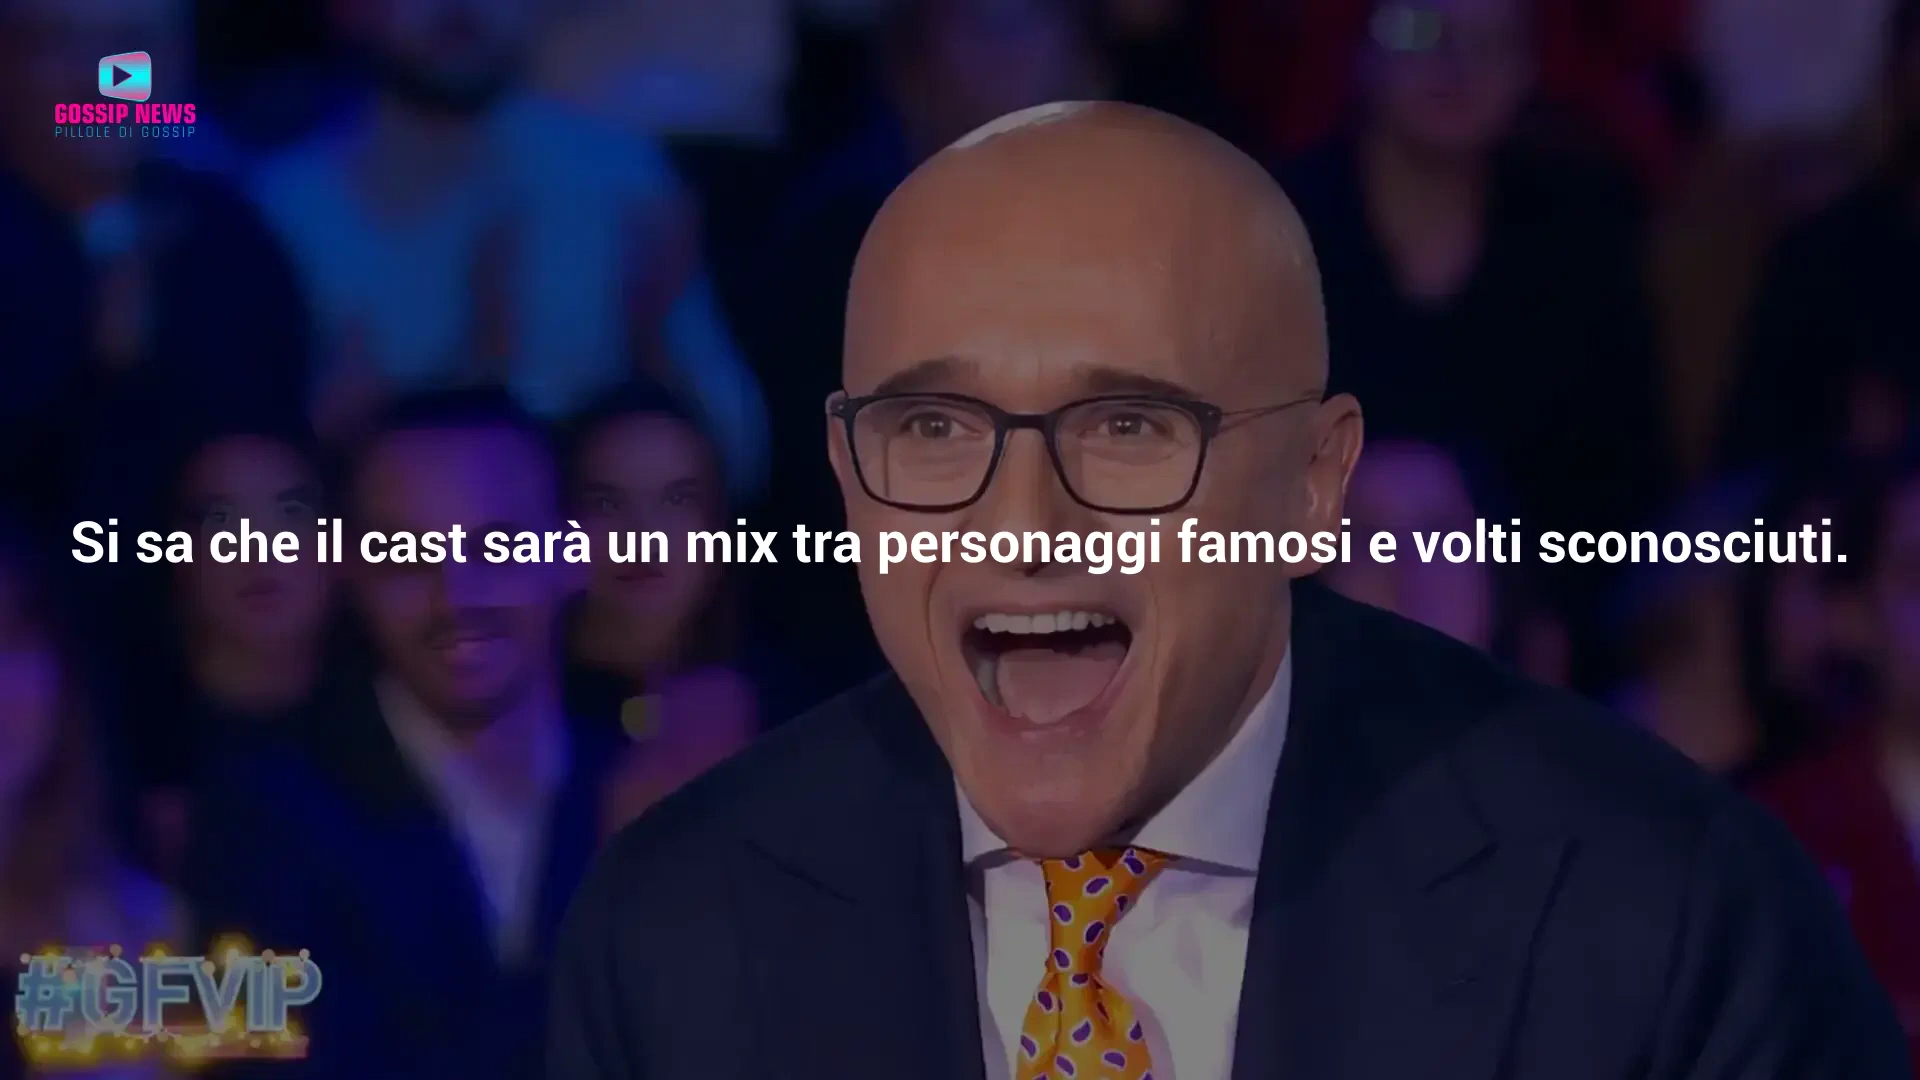 GOSSIP NEWS
PILLOLE DI GOSSIP
Si sa che il cast sarà un mix tra personaggi famosi e volti sconosciuti.
#GFVIP